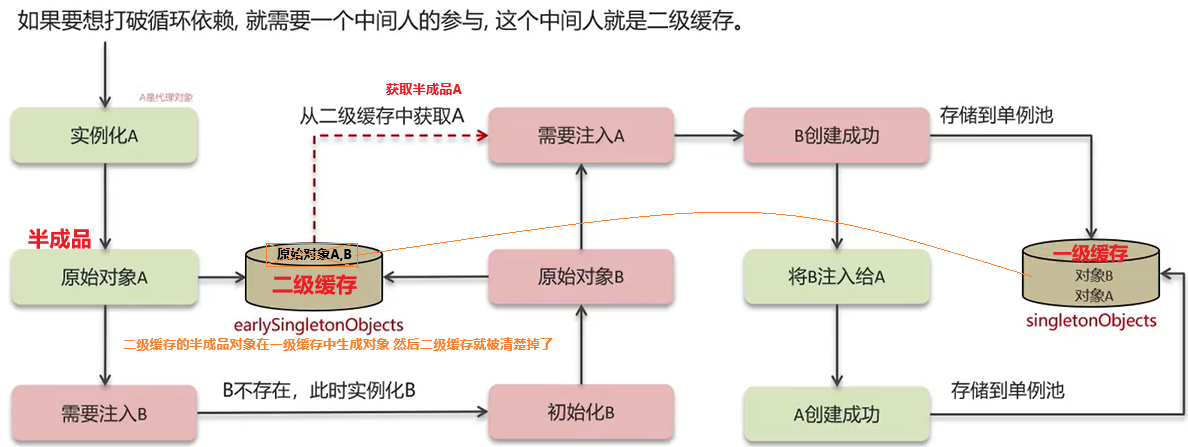 如果要想打破循环依赖, 就需要一个中间人的参与, 这个中间人就是二级缓存。
A是代理对象
获取半成品A
从二级缓存中获取A
实例化A
需要注入A
B创建成功
存储到单例池
半成品
原始对象A
原始对象A,B
二级缓存
earlySingletonObjects
原始对象B
将B注入给A
一级缓存
对象B
对象A
singletonObjects
二级缓存的半成品对象在一级缓存中生成对象 然后二级缓存就被清楚掉了
需要注入B
B不存在，此时实例化B
初始化B
A创建成功
存储到单例池